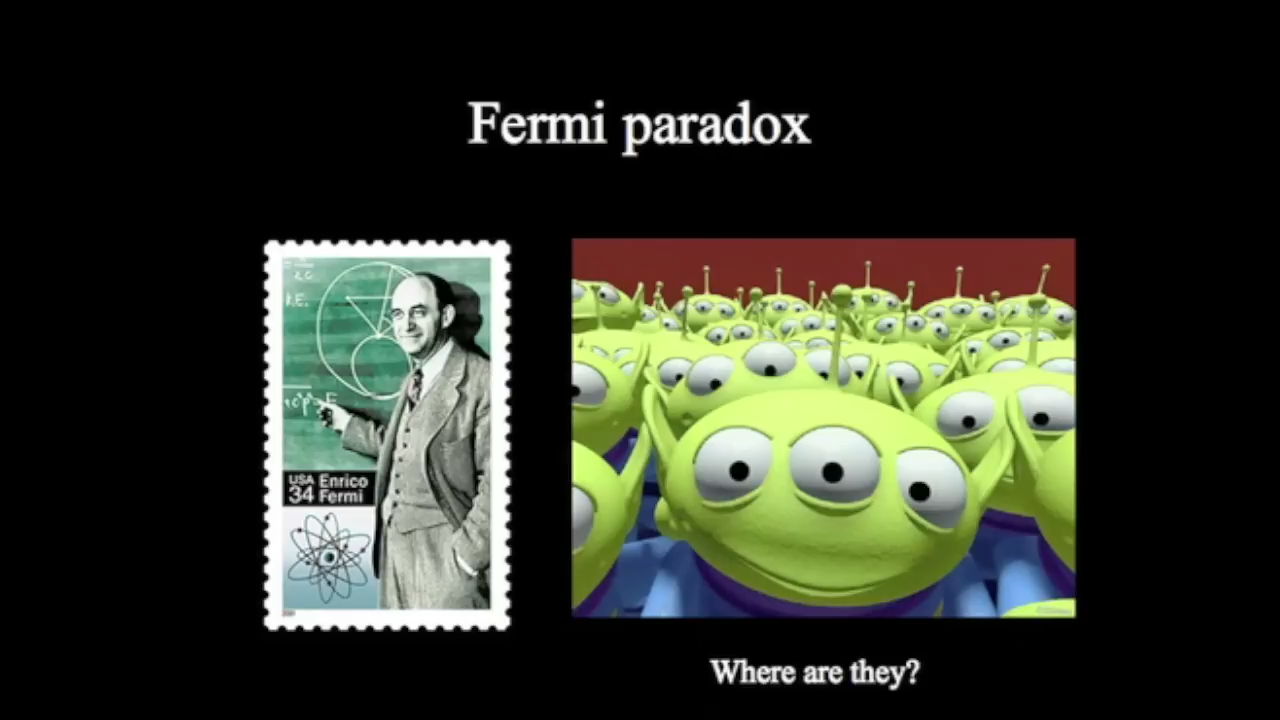 Fermi paradox
USA
34
Enrico
Fermi
Where are they?